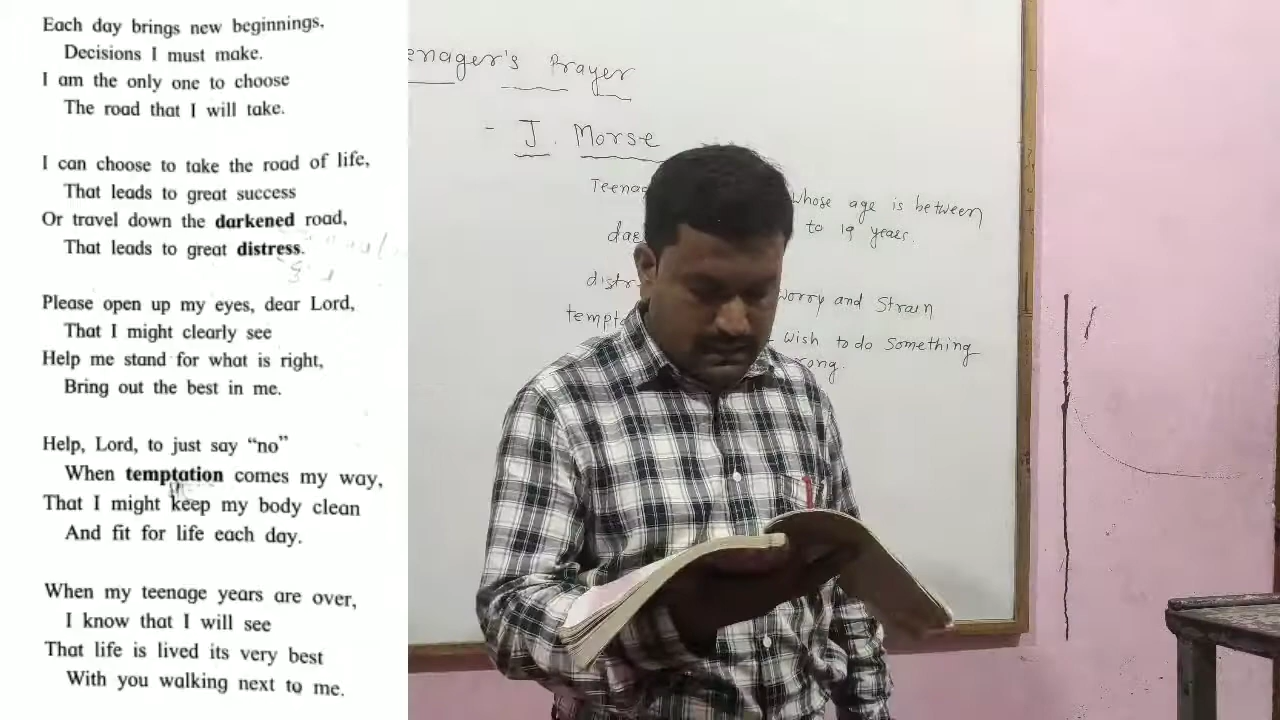 Each day brings new beginnings,
Decisions I must make.
I am the only one to choose
The road that I will take.
I can choose to take the road of life,
That leads to great success
Or travel down the darkened road,
That leads to great distress.
Please open up my eyes, dear Lord,
That I might clearly see
Help me stand for what is right,
Bring out the best in me.
Help, Lord, to just say “no”
When temptation comes my way,
That I might keep my body clean
And fit for life each day.
When my teenage years are over,
I know that I will see
That life is lived its very best
With you walking next to me.
enager's Prayer
- J. Morse
Teenag whose age is between
to 19 years.
distr worry and Strain
tempt wish to do something
rong.